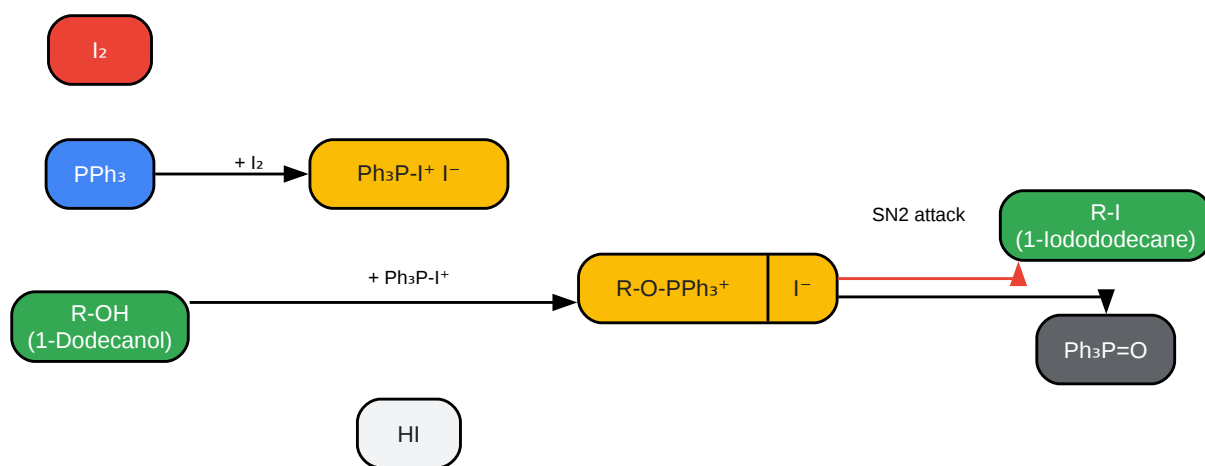 I₂
PPh₃
+ I₂
Ph₃P-I⁺ I⁻
R-OH
(1-Dodecanol)
+ Ph₃P-I⁺
R-O-PPh₃⁺
I⁻
SN2 attack
R-I
(1-Iodododecane)
Ph₃P=O
HI